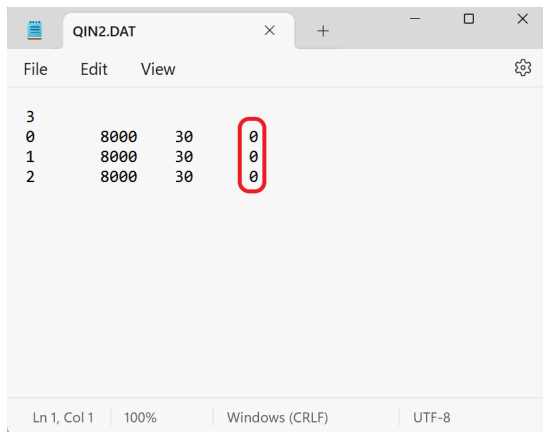 QIN2.DAT
File Edit View
3
0 8000 30 0
1 8000 30 0
2 8000 30 0
Ln 1, Col 1 100% Windows (CRLF) UTF-8